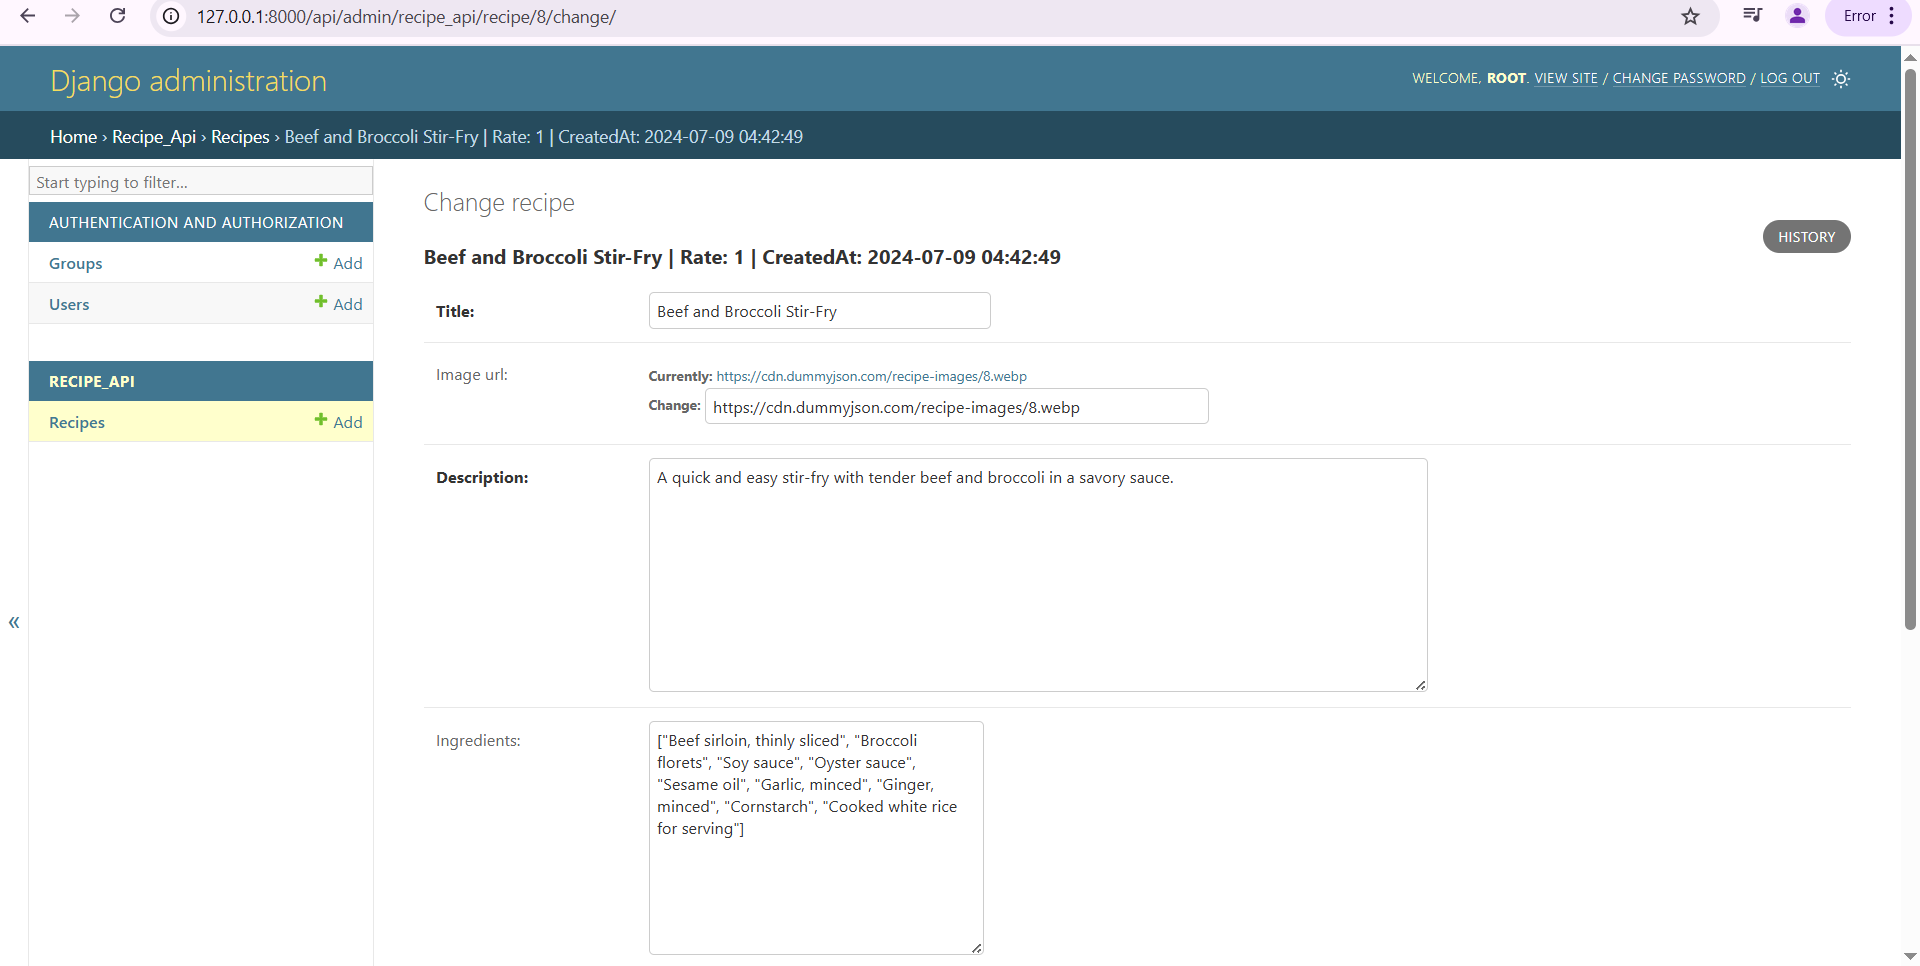 127.0.0.1:8000/api/admin/recipe_api/recipe/8/change/
Error
Django administration
WELCOME, ROOT. VIEW SITE / CHANGE PASSWORD / LOG OUT
Home › Recipe_Api › Recipes › Beef and Broccoli Stir-Fry | Rate: 1 | CreatedAt: 2024-07-09 04:42:49
Start typing to filter...
AUTHENTICATION AND AUTHORIZATION
Groups Add
Users Add
RECIPE_API
Recipes Add
«
Change recipe
HISTORY
Beef and Broccoli Stir-Fry | Rate: 1 | CreatedAt: 2024-07-09 04:42:49
Title: Beef and Broccoli Stir-Fry
Image url: Currently: https://cdn.dummyjson.com/recipe-images/8.webp
Change: https://cdn.dummyjson.com/recipe-images/8.webp
Description: A quick and easy stir-fry with tender beef and broccoli in a savory sauce.
Ingredients: ["Beef sirloin, thinly sliced", "Broccoli
florets", "Soy sauce", "Oyster sauce",
"Sesame oil", "Garlic, minced", "Ginger,
minced", "Cornstarch", "Cooked white rice
for serving"]